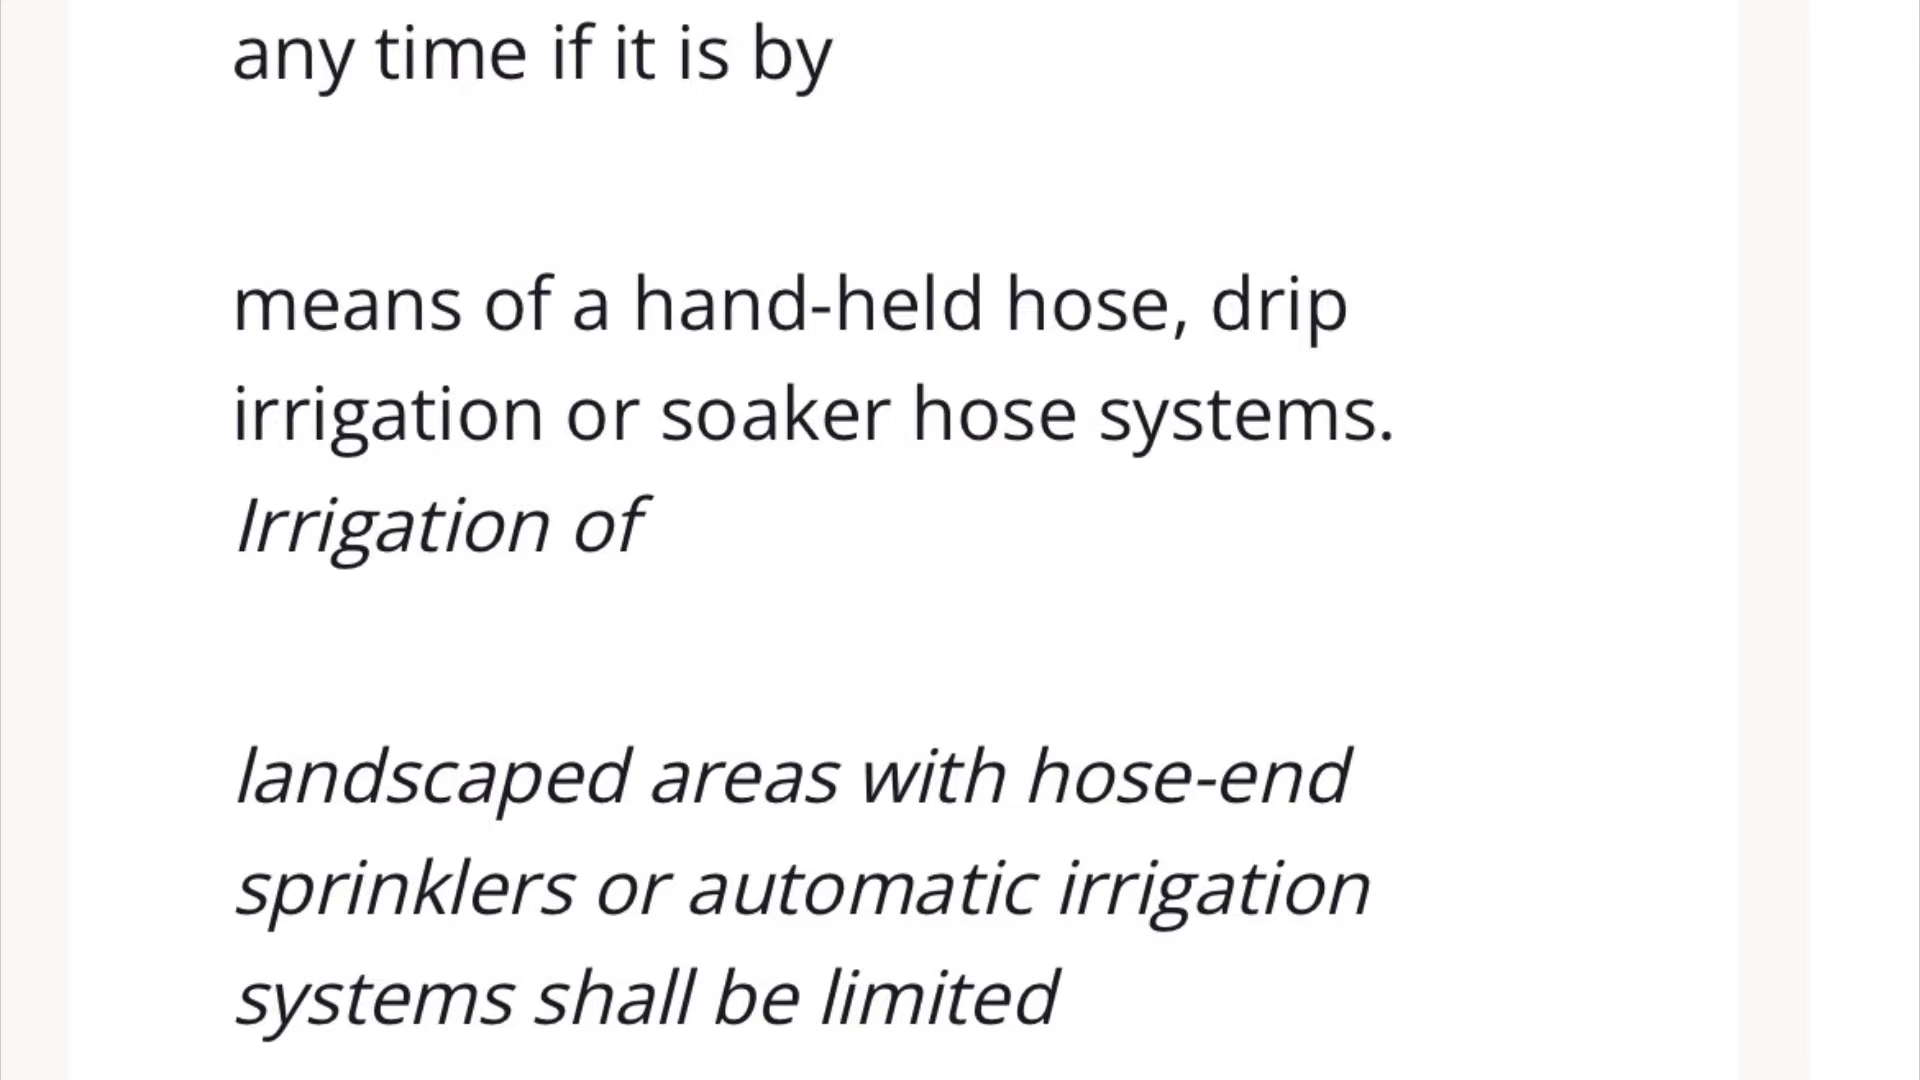 any time if it is by
means of a hand-held hose, drip
irrigation or soaker hose systems.
Irrigation of
landscaped areas with hose-end
sprinklers or automatic irrigation
systems shall be limited